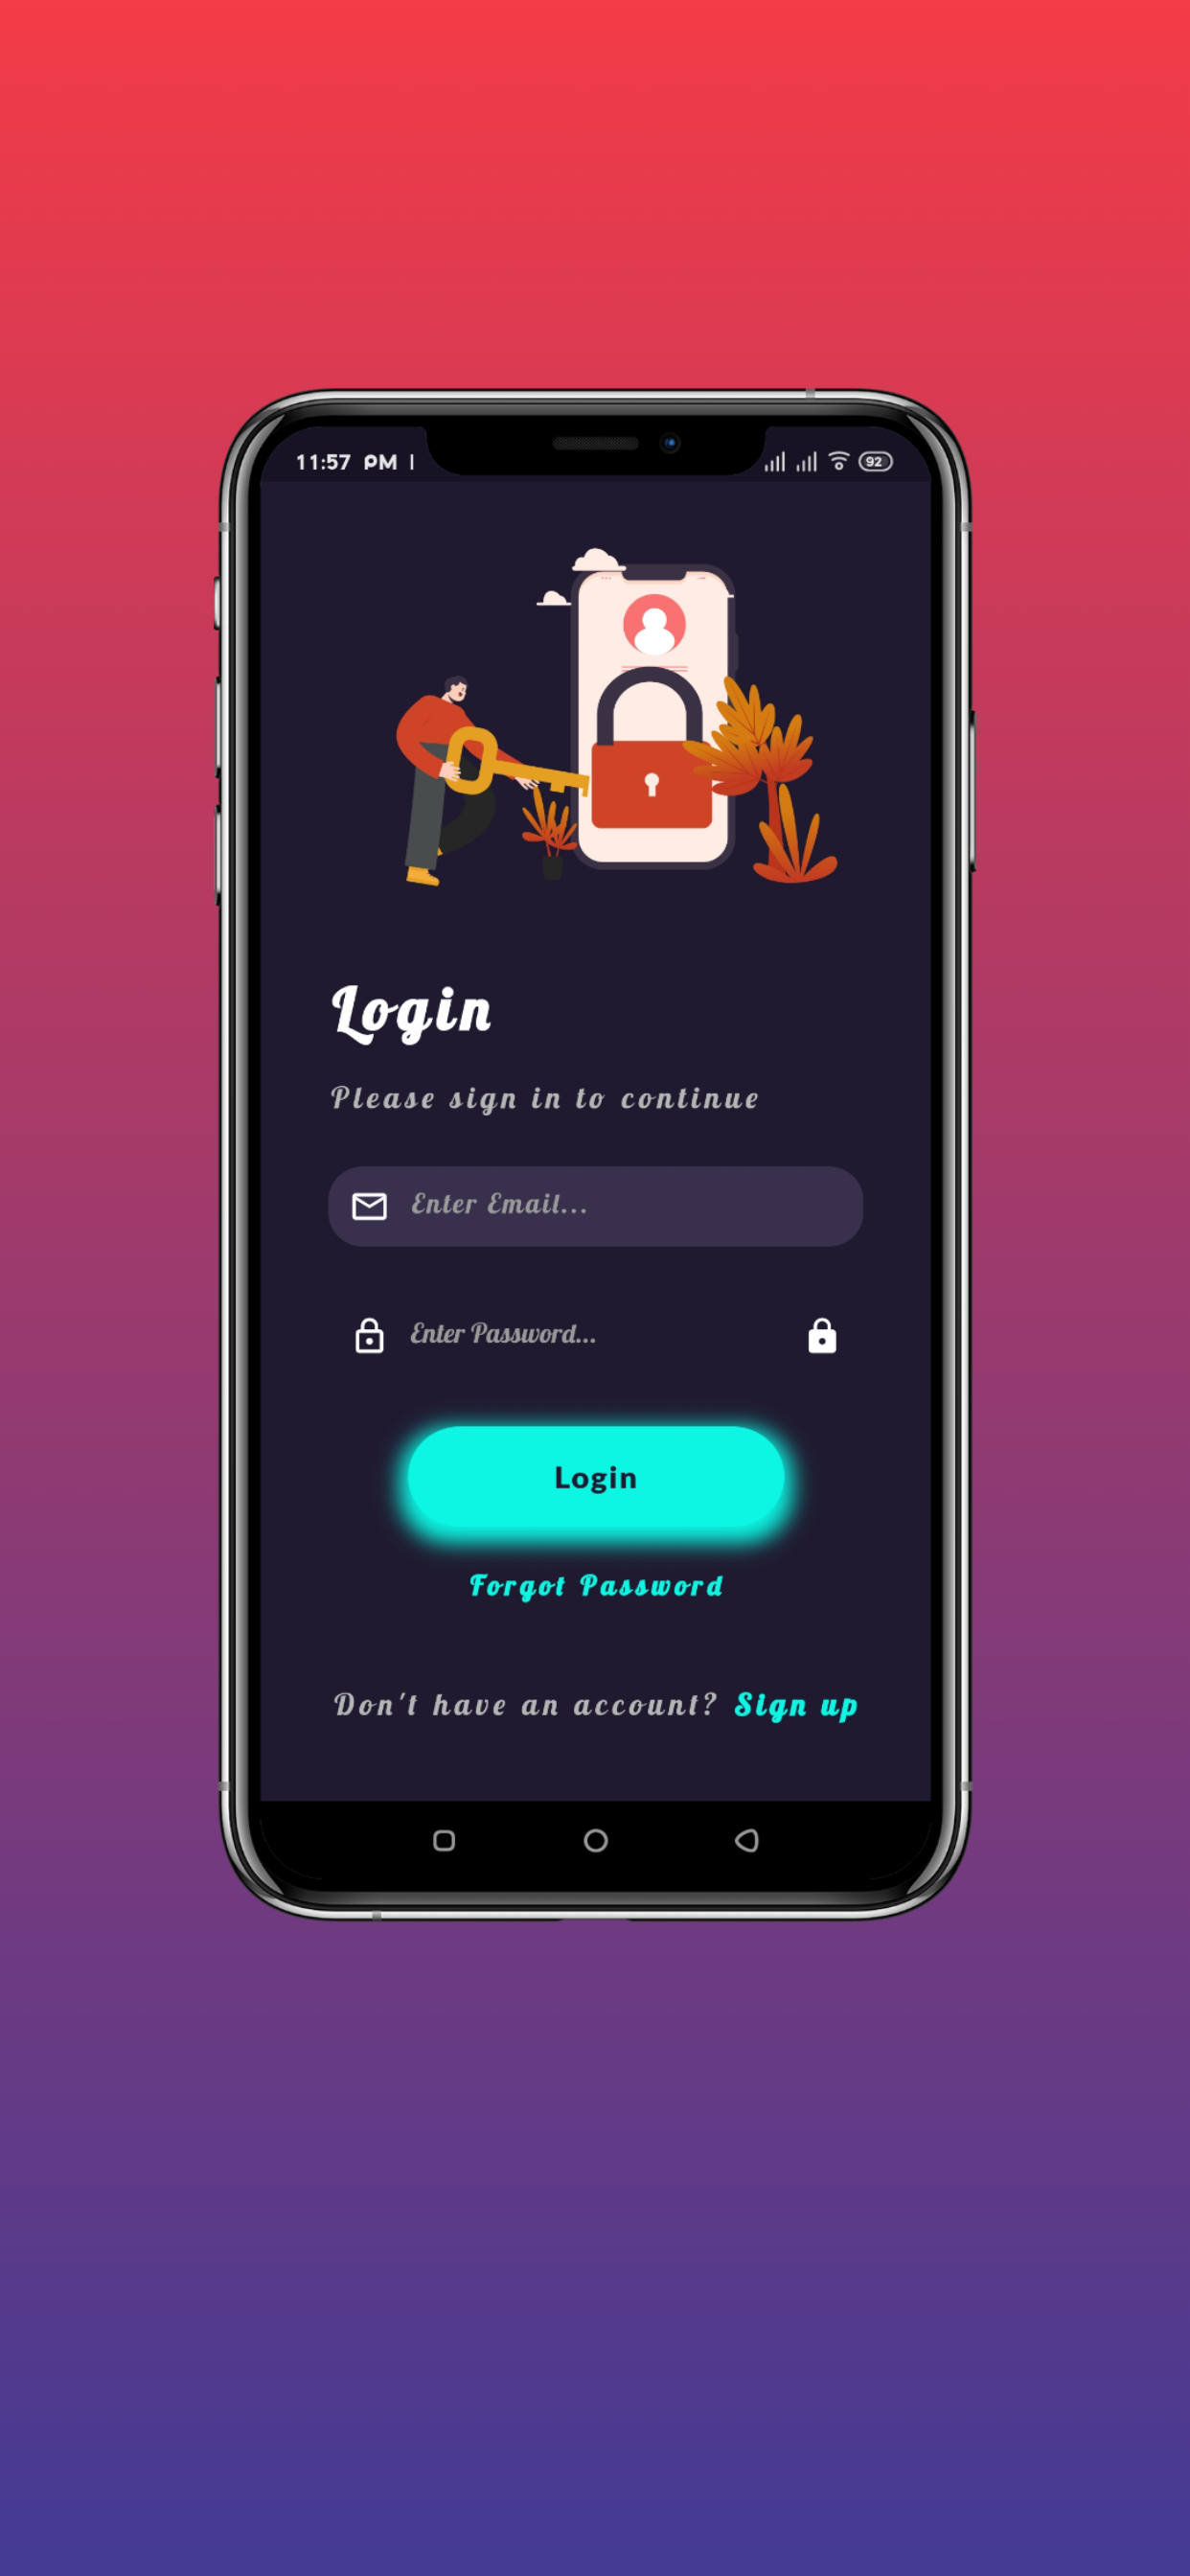 11:57 PM | 92
Login
Please sign in to continue
Enter Email...
Enter Password...
Login
Forgot Password
Don't have an account? Sign up